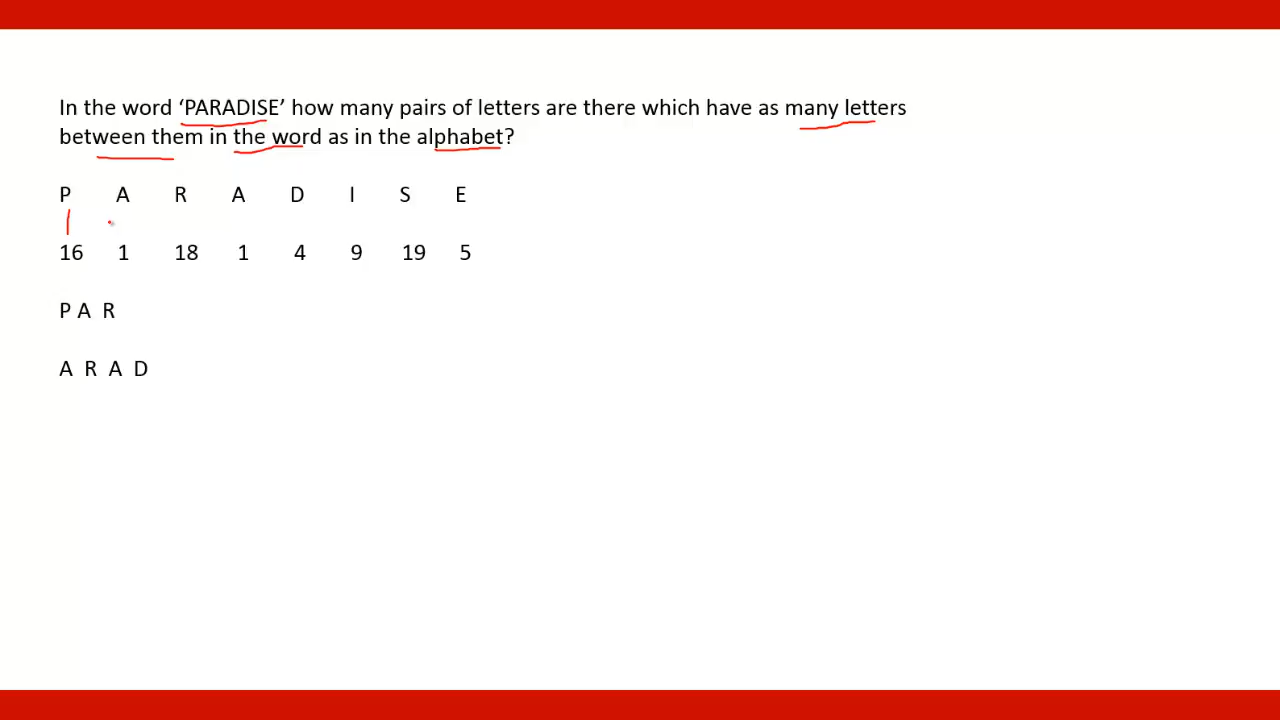 In the word ‘PARADISE’ how many pairs of letters are there which have as many letters
between them in the word as in the alphabet?
P A R A D I S E
16 1 18 1 4 9 19 5
P A R
A R A D